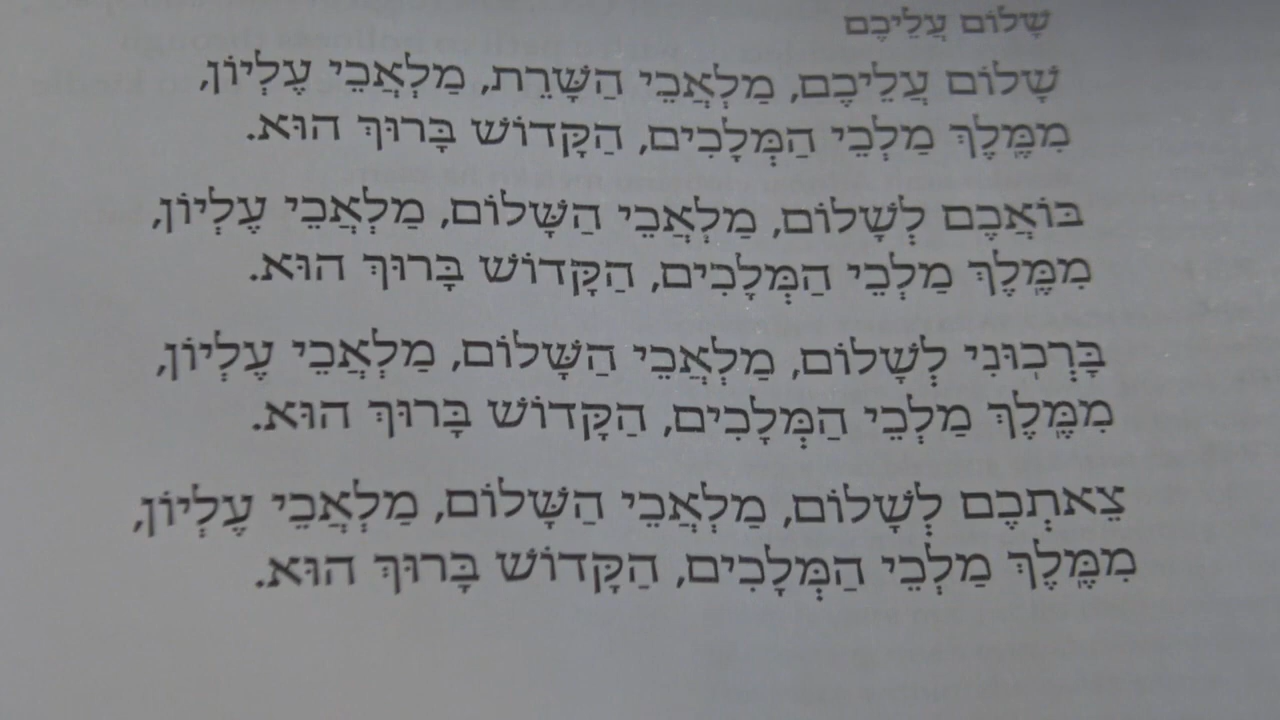 שָׁלוֹם עֲלֵיכֶם
שָׁלוֹם עֲלֵיכֶם, מַלְאֲכֵי הַשָּׁרֵת, מַלְאֲכֵי עֶלְיוֹן,
מִמֶּלֶךְ מַלְכֵי הַמְּלָכִים, הַקָּדוֹשׁ בָּרוּךְ הוּא.
בּוֹאֲכֶם לְשָׁלוֹם, מַלְאֲכֵי הַשָּׁלוֹם, מַלְאֲכֵי עֶלְיוֹן,
מִמֶּלֶךְ מַלְכֵי הַמְּלָכִים, הַקָּדוֹשׁ בָּרוּךְ הוּא.
בָּרְכוּנִי לְשָׁלוֹם, מַלְאֲכֵי הַשָּׁלוֹם, מַלְאֲכֵי עֶלְיוֹן,
מִמֶּלֶךְ מַלְכֵי הַמְּלָכִים, הַקָּדוֹשׁ בָּרוּךְ הוּא.
צֵאתְכֶם לְשָׁלוֹם, מַלְאֲכֵי הַשָּׁלוֹם, מַלְאֲכֵי עֶלְיוֹן,
מִמֶּלֶךְ מַלְכֵי הַמְּלָכִים, הַקָּדוֹשׁ בָּרוּךְ הוּא.